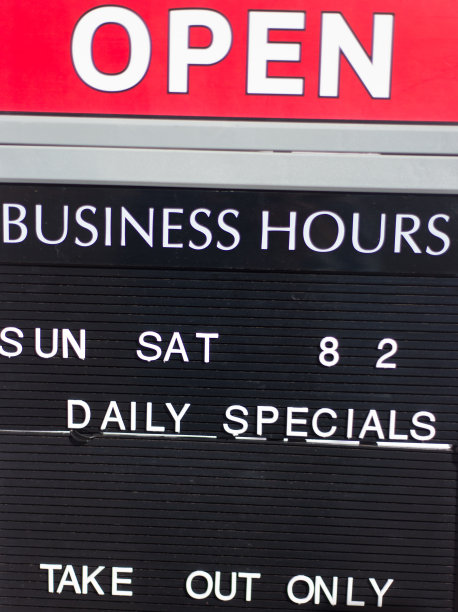 OPEN
BUSINESS HOURS
SUN SAT 8 2
DAILY SPECIALS
TAKE OUT ONLY